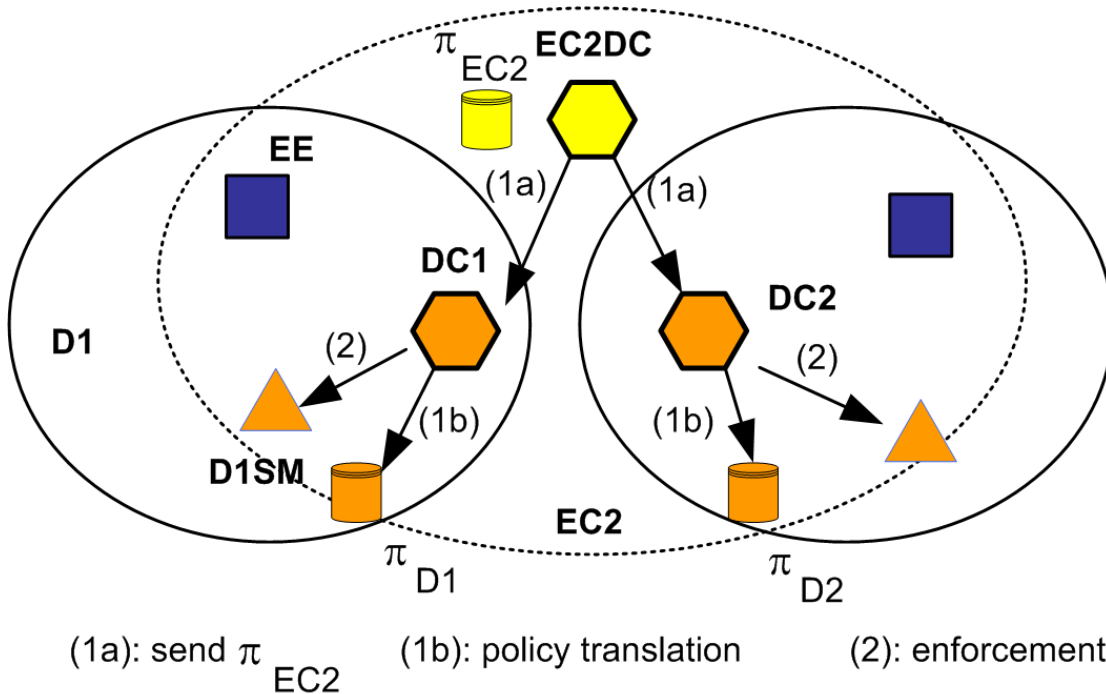 π EC2
EC2DC
EE
(1a)
(1a)
DC1
DC2
D1
(2)
(2)
(1b)
(1b)
D1SM
EC2
π D1
π D2
(1a): send π EC2
(1b): policy translation
(2): enforcement